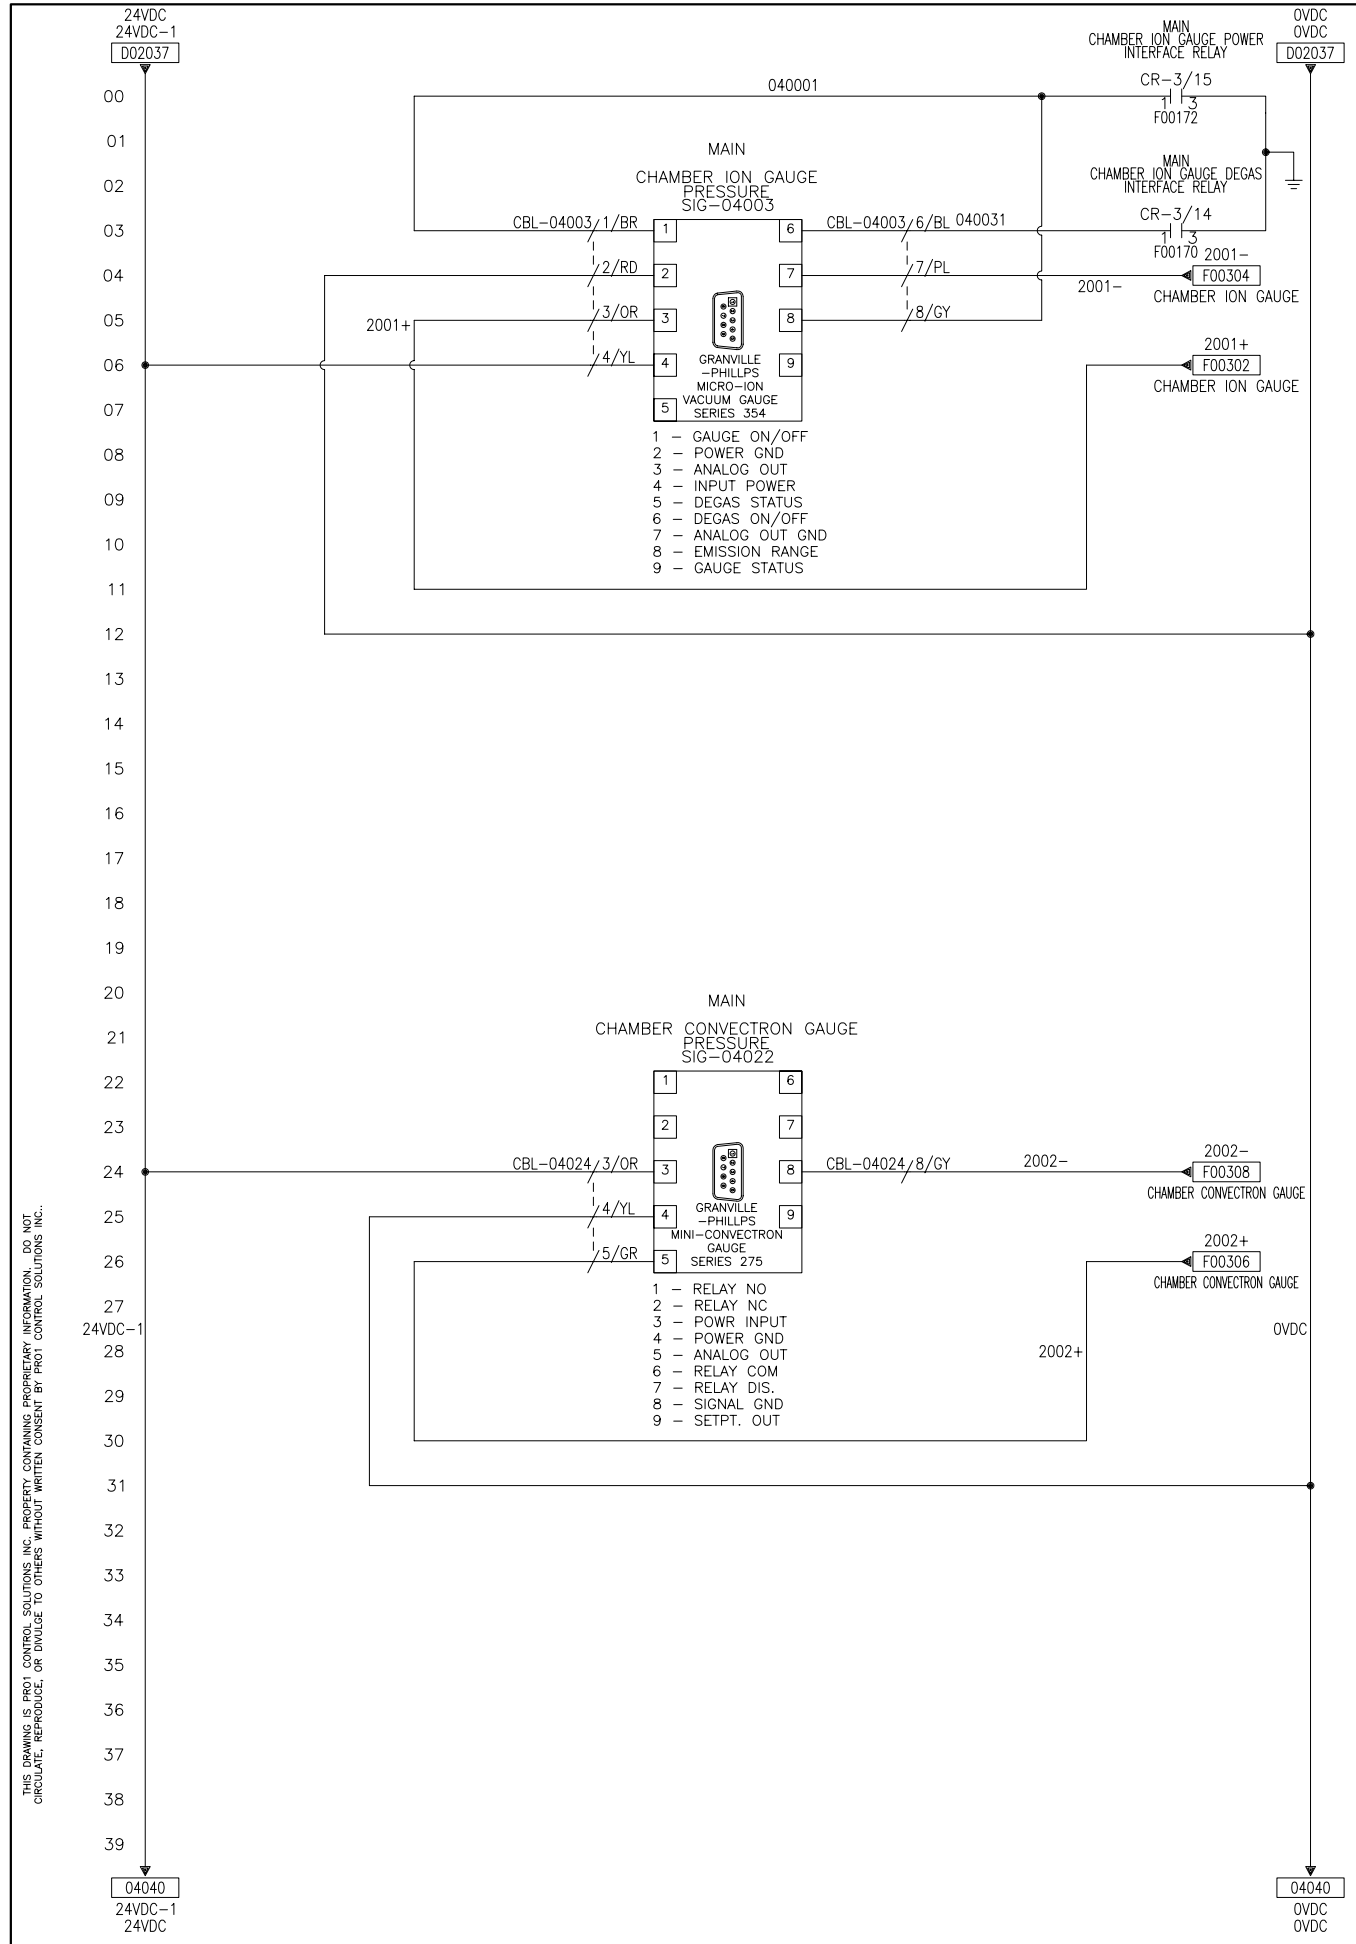 24VDC
24VDC-1
D02037
0VDC
0VDC
D02037
MAIN
CHAMBER ION GAUGE POWER
INTERFACE RELAY
CR-3/15
1 3
F00172
040001
MAIN
CHAMBER ION GAUGE DEGAS
INTERFACE RELAY
CR-3/14
1 3
F00170
00
01
02
03
04
05
06
07
08
09
10
11
12
13
14
15
16
17
18
19
20
21
22
23
24
25
26
27
24VDC-1
28
29
30
31
32
33
34
35
36
37
38
39
MAIN
CHAMBER ION GAUGE
PRESSURE
SIG-04003
CBL-04003 1/BR
2/RD
3/OR
4/YL
2001+
1
2
3
4
5
6
7
8
9
GRANVILLE
-PHILLPS
MICRO-ION
VACUUM GAUGE
SERIES 354
CBL-04003 6/BL 040031
7/PL
8/GY
2001-
2001-
F00304
CHAMBER ION GAUGE
2001+
F00302
CHAMBER ION GAUGE
1 - GAUGE ON/OFF
2 - POWER GND
3 - ANALOG OUT
4 - INPUT POWER
5 - DEGAS STATUS
6 - DEGAS ON/OFF
7 - ANALOG OUT GND
8 - EMISSION RANGE
9 - GAUGE STATUS
MAIN
CHAMBER CONVECTRON GAUGE
PRESSURE
SIG-04022
1
2
3
4
5
6
7
8
9
CBL-04024 3/OR
4/YL
5/GR
GRANVILLE
-PHILLPS
MINI-CONVECTRON
GAUGE
SERIES 275
CBL-04024 8/GY
2002-
2002-
F00308
CHAMBER CONVECTRON GAUGE
2002+
F00306
CHAMBER CONVECTRON GAUGE
1 - RELAY NO
2 - RELAY NC
3 - POWR INPUT
4 - POWER GND
5 - ANALOG OUT
6 - RELAY COM
7 - RELAY DIS.
8 - SIGNAL GND
9 - SETPT. OUT
2002+
0VDC
THIS DRAWING IS PRO1 CONTROL SOLUTIONS INC. PROPERTY CONTAINING PROPRIETARY INFORMATION. DO NOT
CIRCULATE, REPRODUCE, OR DIVULGE TO OTHERS WITHOUT WRITTEN CONSENT BY PRO1 CONTROL SOLUTIONS INC..
04040
24VDC-1
24VDC
04040
0VDC
0VDC